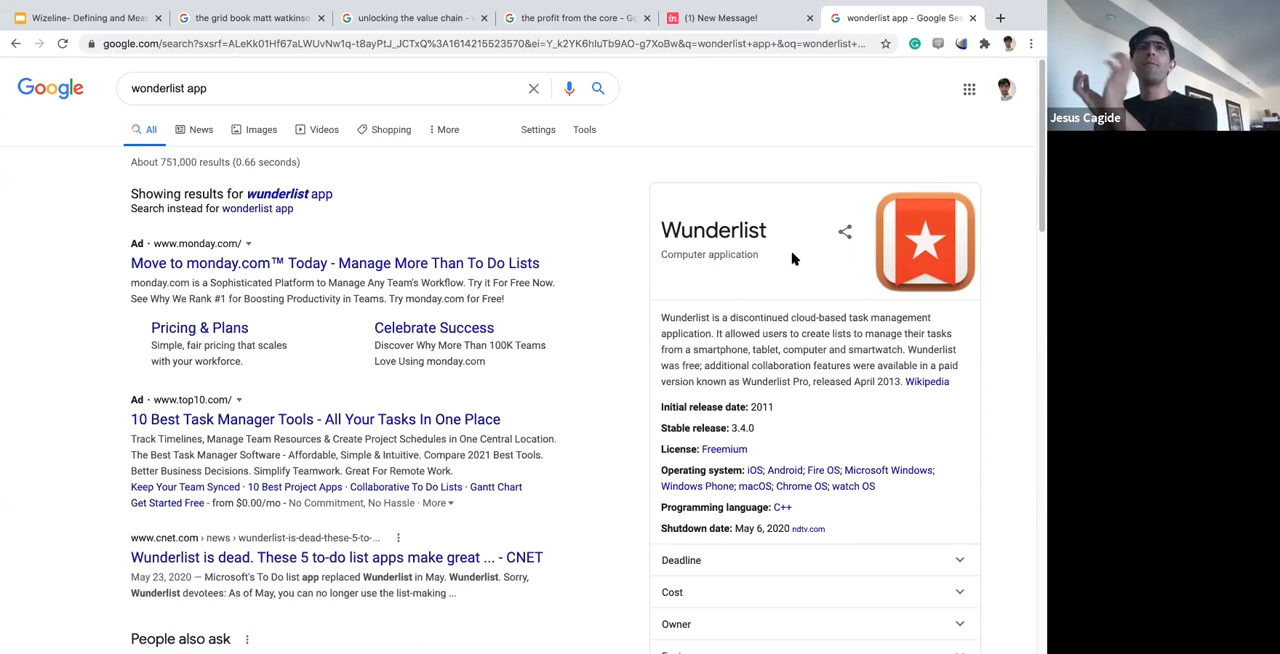 Wizeline- Defining and Mea
the grid book matt watkinso
unlocking the value chain -
the profit from the core - Go
(1) New Message!
wonderlist app - Google Sea
google.com/search?sxsrf=ALeKk01Hf67aLWUvNw1q-t8ayPtJ_JCTxQ%3A1614215523570&ei=Y_k2YK6hIuTb9AO-g7XoBw&q=wonderlist+app+&oq=wonderlist+...
Google
wonderlist app
All
News
Images
Videos
Shopping
More
Settings
Tools
About 751,000 results (0.66 seconds)
Showing results for wunderlist app
Search instead for wonderlist app
Ad · www.monday.com/
Move to monday.com™ Today - Manage More Than To Do Lists
monday.com is a Sophisticated Platform to Manage Any Team's Workflow. Try it For Free Now.
See Why We Rank #1 for Boosting Productivity in Teams. Try monday.com for Free!
Pricing & Plans
Simple, fair pricing that scales
with your workforce.
Celebrate Success
Discover Why More Than 100K Teams
Love Using monday.com
Ad · www.top10.com/
10 Best Task Manager Tools - All Your Tasks In One Place
Track Timelines, Manage Team Resources & Create Project Schedules in One Central Location.
The Best Task Manager Software - Affordable, Simple & Intuitive. Compare 2021 Best Tools.
Better Business Decisions. Simplify Teamwork. Great For Remote Work.
Keep Your Team Synced · 10 Best Project Apps · Collaborative To Do Lists · Gantt Chart
Get Started Free - from $0.00/mo - No Commitment, No Hassle · More
www.cnet.com › news › wunderlist-is-dead-these-5-to-...
Wunderlist is dead. These 5 to-do list apps make great ... - CNET
May 23, 2020 — Microsoft's To Do list app replaced Wunderlist in May. Wunderlist. Sorry,
Wunderlist devotees: As of May, you can no longer use the list-making ...
People also ask
Wunderlist
Computer application
Wunderlist is a discontinued cloud-based task management
application. It allowed users to create lists to manage their tasks
from a smartphone, tablet, computer and smartwatch. Wunderlist
was free; additional collaboration features were available in a paid
version known as Wunderlist Pro, released April 2013. Wikipedia
Initial release date: 2011
Stable release: 3.4.0
License: Freemium
Operating system: iOS; Android; Fire OS; Microsoft Windows;
Windows Phone; macOS; Chrome OS; watch OS
Programming language: C++
Shutdown date: May 6, 2020 ndtv.com
Deadline
Cost
Owner
Jesus Cagide